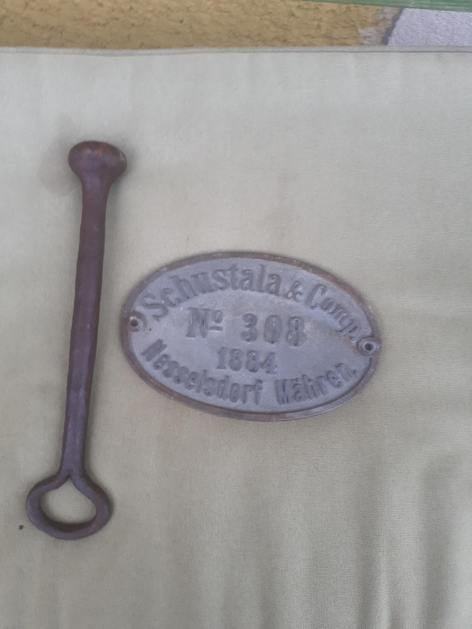 Schustala & Comp.
Nº 308
1884
Nesselsdorf Mähren.